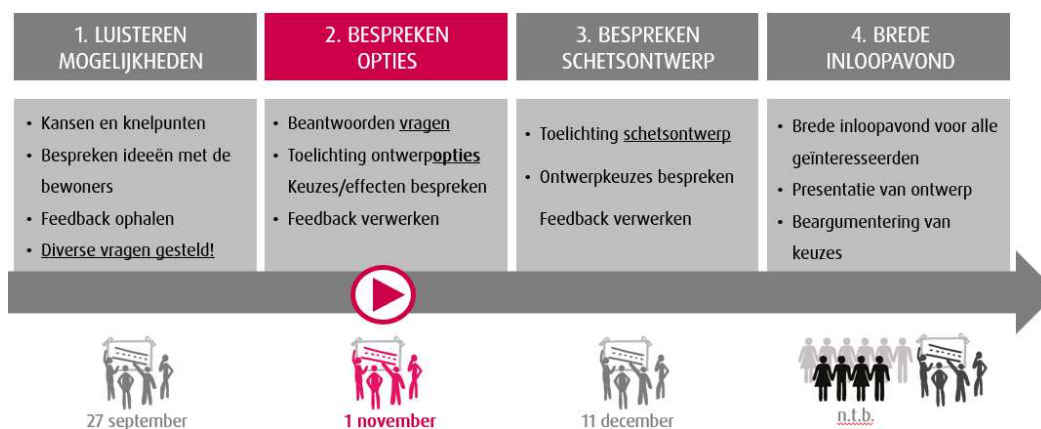 1. LUISTEREN
MOGELIJKHEDEN
• Kansen en knelpunten
• Bespreken ideeën met de
bewoners
• Feedback ophalen
• Diverse vragen gesteld!
27 september
2. BESPREKEN
OPTIES
• Beantwoorden vragen
• Toelichting ontwerpopties
Keuzes/effecten bespreken
• Feedback verwerken
1 november
3. BESPREKEN
SCHETSONTWERP
• Toelichting schetsontwerp
• Ontwerpkeuzes bespreken
Feedback verwerken
11 december
4. BREDE
INLOOPAVOND
• Brede inloopavond voor alle
geïnteresseerden
• Presentatie van ontwerp
• Beargumentering van
keuzes
n.t.b.